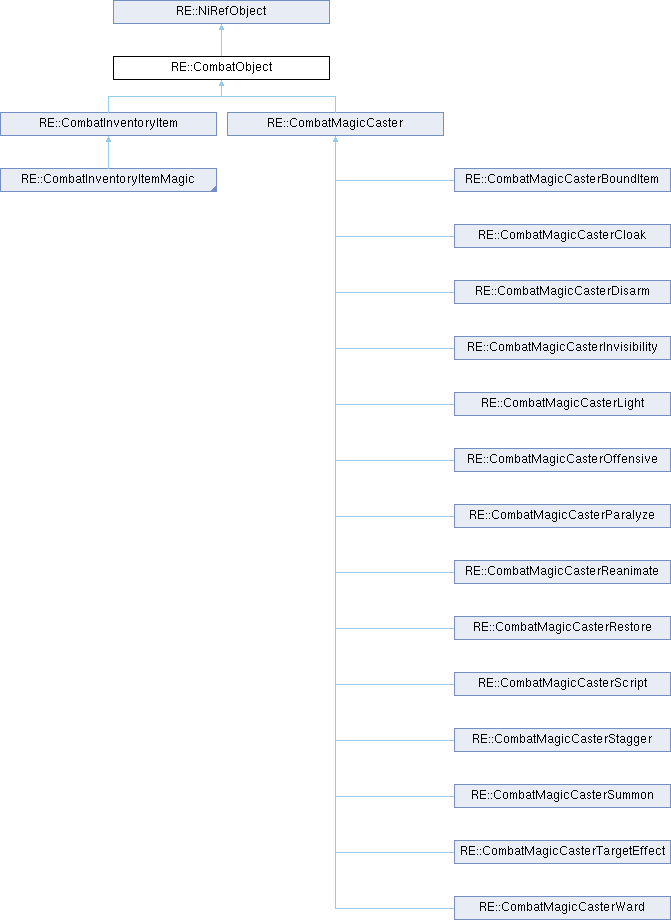 RE::NiRefObject
RE::CombatObject
RE::CombatInventoryItem
RE::CombatMagicCaster
RE::CombatInventoryItemMagic
RE::CombatMagicCasterBoundItem
RE::CombatMagicCasterCloak
RE::CombatMagicCasterDisarm
RE::CombatMagicCasterInvisibility
RE::CombatMagicCasterLight
RE::CombatMagicCasterOffensive
RE::CombatMagicCasterParalyze
RE::CombatMagicCasterReanimate
RE::CombatMagicCasterRestore
RE::CombatMagicCasterScript
RE::CombatMagicCasterStagger
RE::CombatMagicCasterSummon
RE::CombatMagicCasterTargetEffect
RE::CombatMagicCasterWard